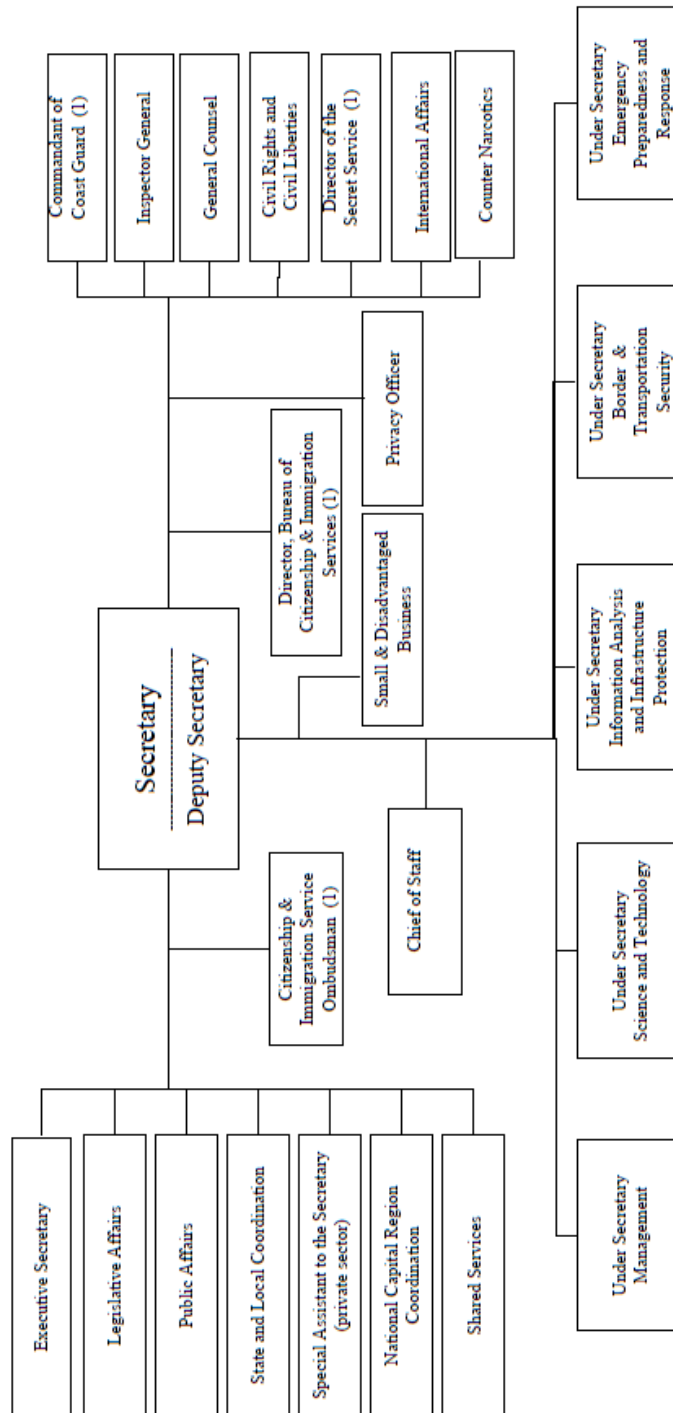 Secretary
Deputy Secretary
Executive Secretary
Legislative Affairs
Public Affairs
State and Local Coordination
Special Assistant to the Secretary
(private sector)
National Capital Region
Coordination
Shared Services
Citizenship &
Immigration Service
Ombudsman (1)
Director, Bureau of
Citizenship & Immigration
Services (1)
Commandant of
Coast Guard (1)
Inspector General
General Counsel
Civil Rights and
Civil Liberties
Director of the
Secret Service (1)
International Affairs
Counter Narcotics
Chief of Staff
Small & Disadvantaged
Business
Privacy Officer
Under Secretary
Management
Under Secretary
Science and Technology
Under Secretary
Information Analysis
and Infrastructure
Protection
Under Secretary
Border &
Transportation
Security
Under Secretary
Emergency
Preparedness and
Response